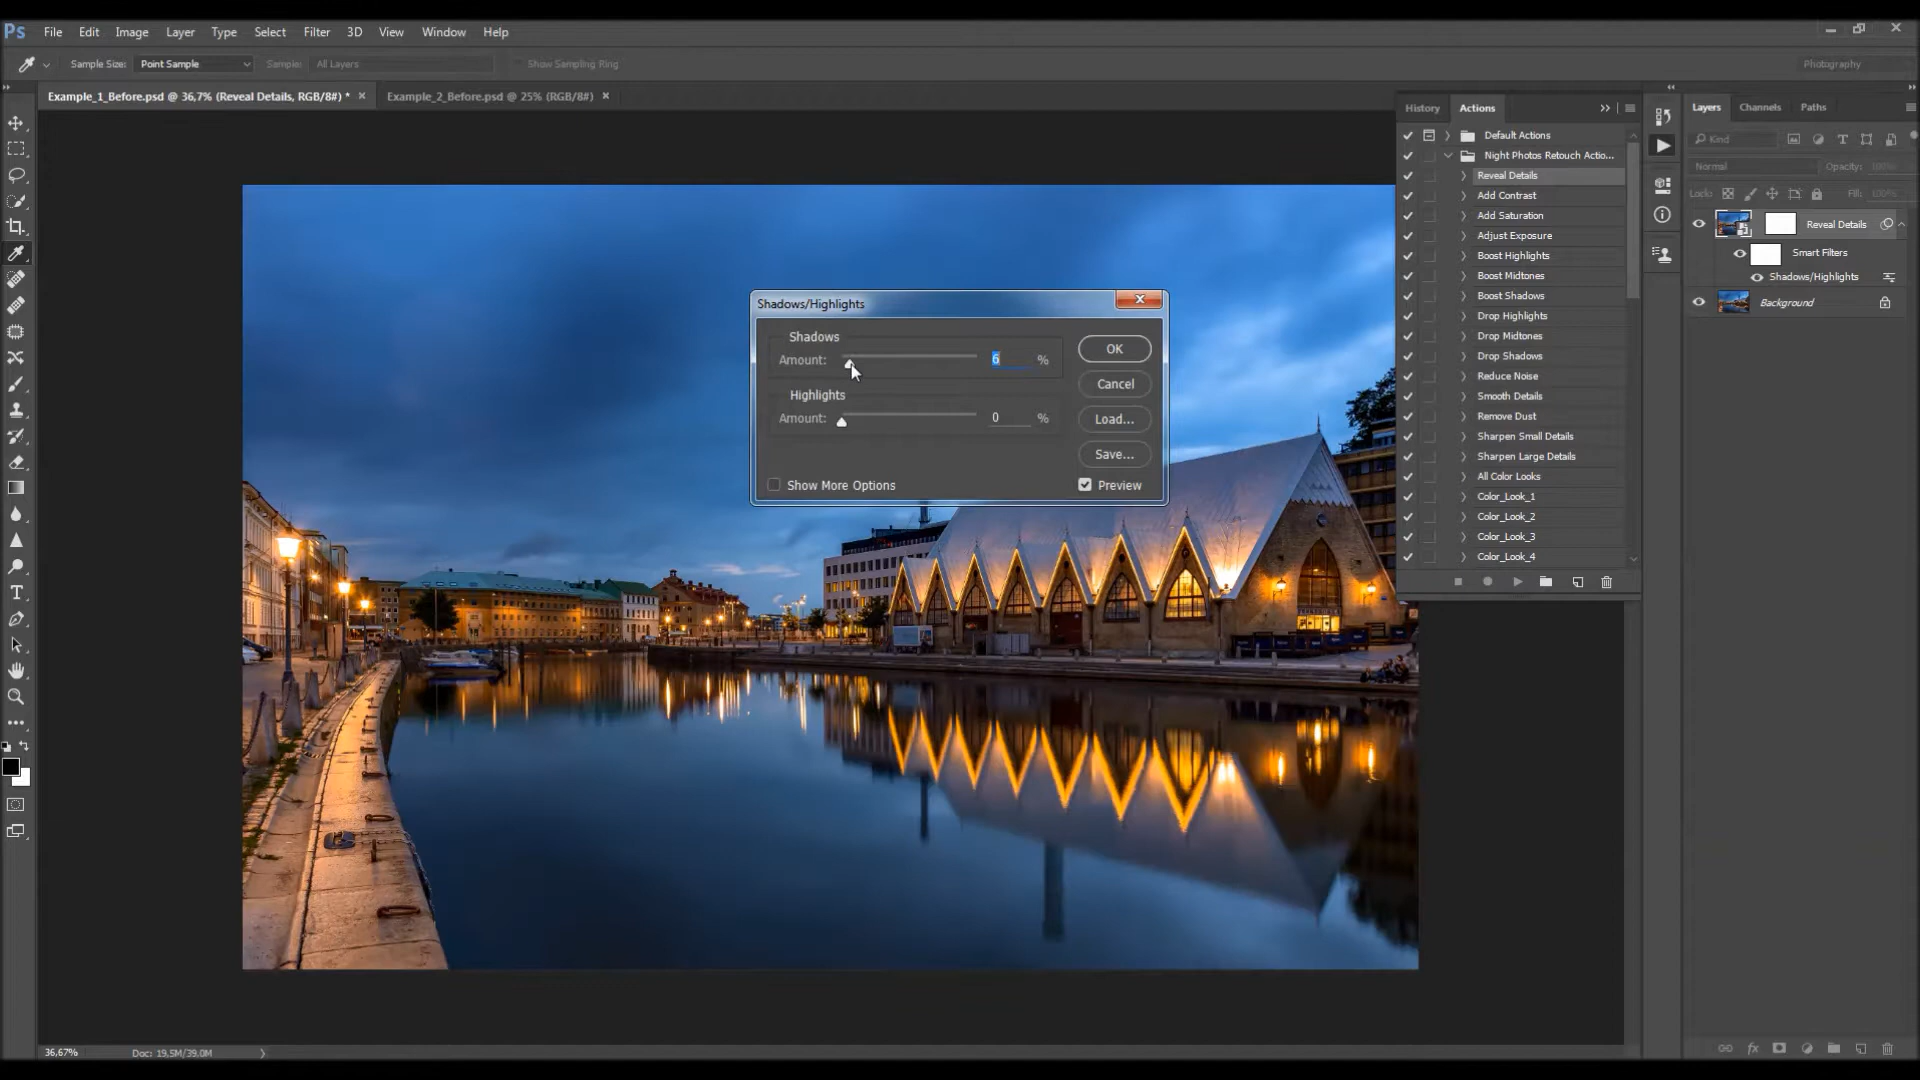 Ps File Edit Image Layer Type Select Filter 3D View Window Help
Sample Size: Point Sample Sample: All Layers Show Sampling Ring Photography
Example_1_Before.psd @ 36,7% (Reveal Details, RGB/8#) * × Example_2_Before.psd @ 25% (RGB/8#) ×
History Actions
Default Actions
Night Photos Retouch Actio...
Reveal Details
Add Contrast
Add Saturation
Adjust Exposure
Boost Highlights
Boost Midtones
Boost Shadows
Drop Highlights
Drop Midtones
Drop Shadows
Reduce Noise
Smooth Details
Remove Dust
Sharpen Small Details
Sharpen Large Details
All Color Looks
Color_Look_1
Color_Look_2
Color_Look_3
Color_Look_4
Layers Channels Paths
Kind
Normal Opacity: 100%
Lock: Fill: 100%
Reveal Details
Smart Filters
Shadows/Highlights
Background
Shadows/Highlights
Shadows
Amount: 6 %
Highlights
Amount: 0 %
Show More Options
OK
Cancel
Load...
Save...
Preview
36,67% Doc: 19,5M/39,0M